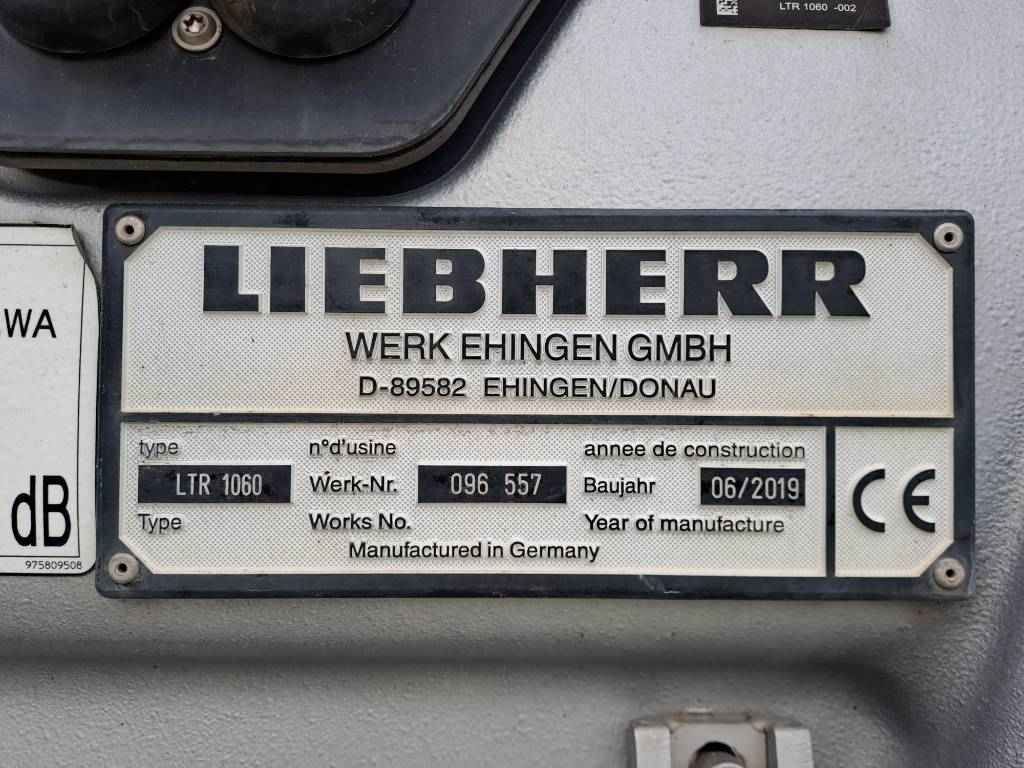 LTR 1060 -002
LIEBHERR
WERK EHINGEN GMBH
D-89582 EHINGEN/DONAU
type
n°d'usine
annee de construction
LTR 1060
Werk-Nr.
096 557
Baujahr
06/2019
Type
Works No.
Year of manufacture
Manufactured in Germany
CE
WA
dB
975809508